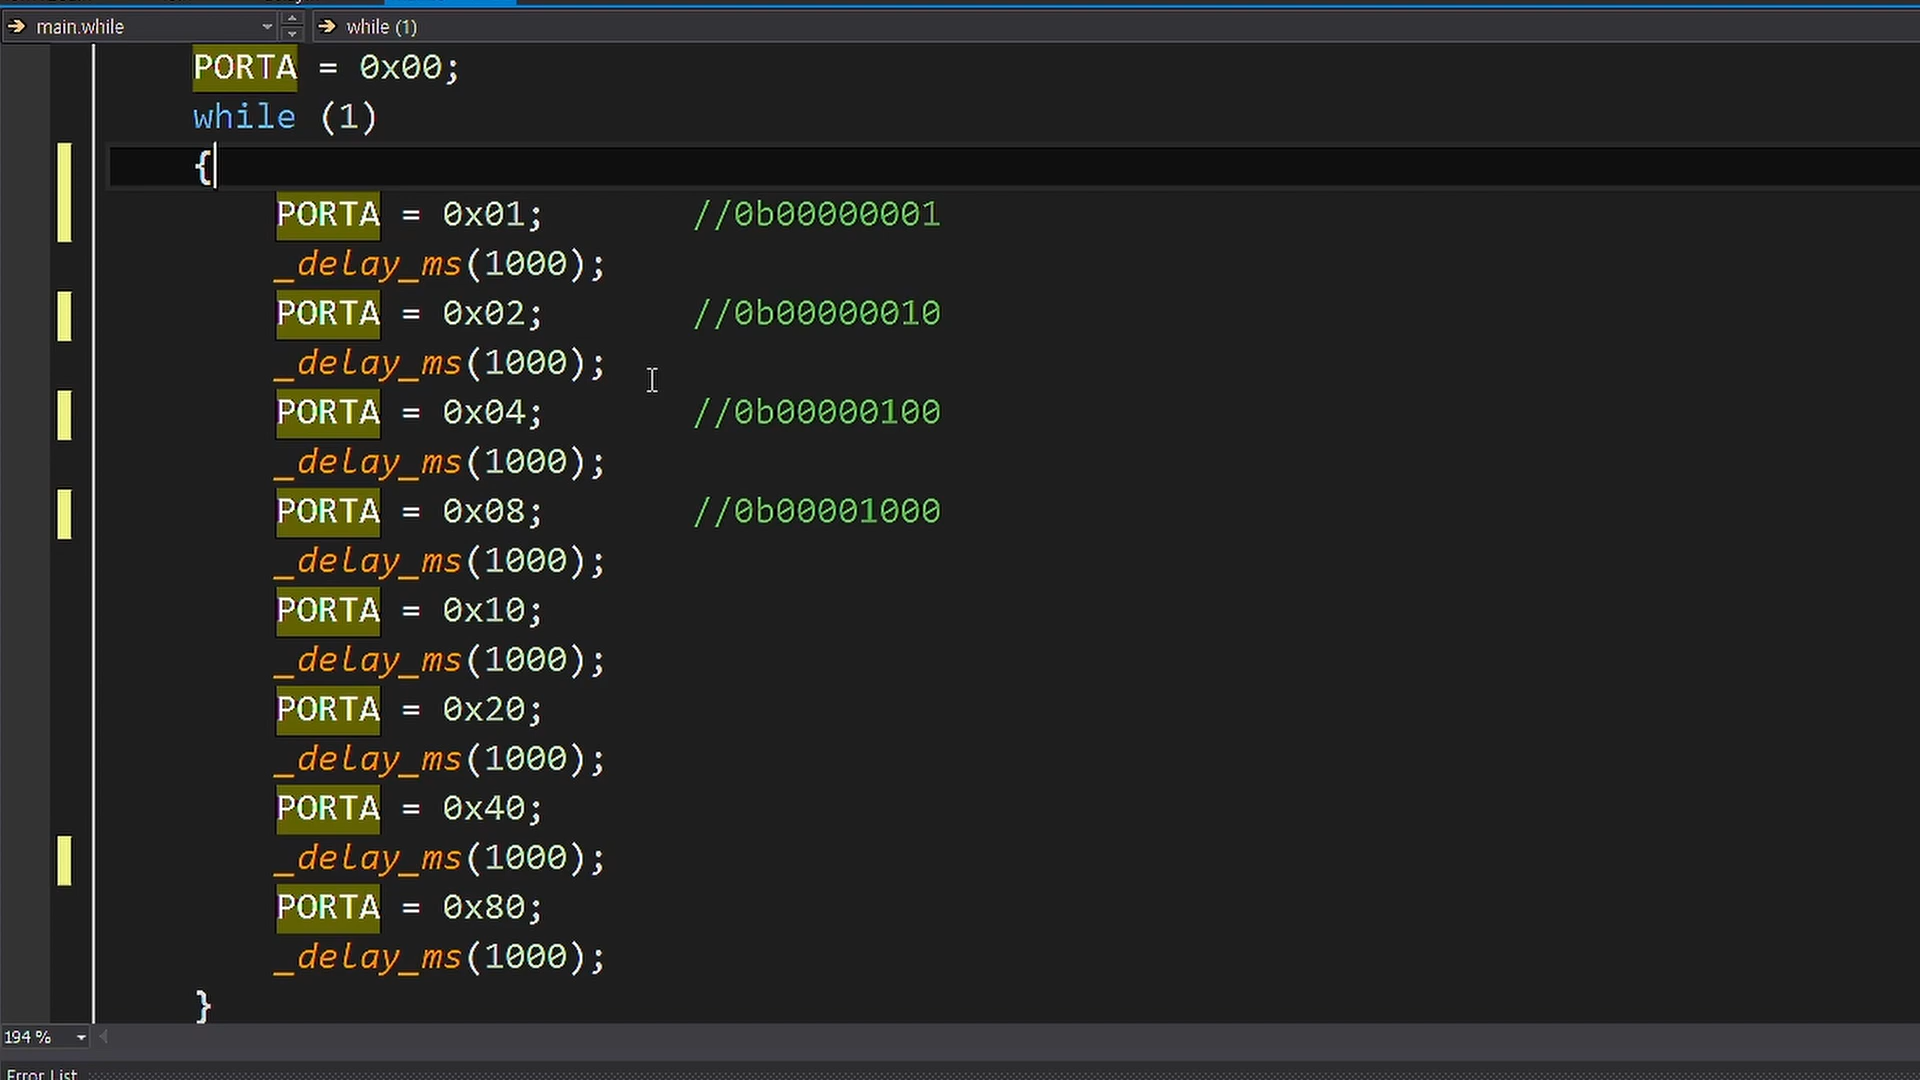 main.while while (1)
PORTA = 0x00;
while (1)
{
PORTA = 0x01; //0b00000001
_delay_ms(1000);
PORTA = 0x02; //0b00000010
_delay_ms(1000);
PORTA = 0x04; //0b00000100
_delay_ms(1000);
PORTA = 0x08; //0b00001000
_delay_ms(1000);
PORTA = 0x10;
_delay_ms(1000);
PORTA = 0x20;
_delay_ms(1000);
PORTA = 0x40;
_delay_ms(1000);
PORTA = 0x80;
_delay_ms(1000);
}
194 %
Error List